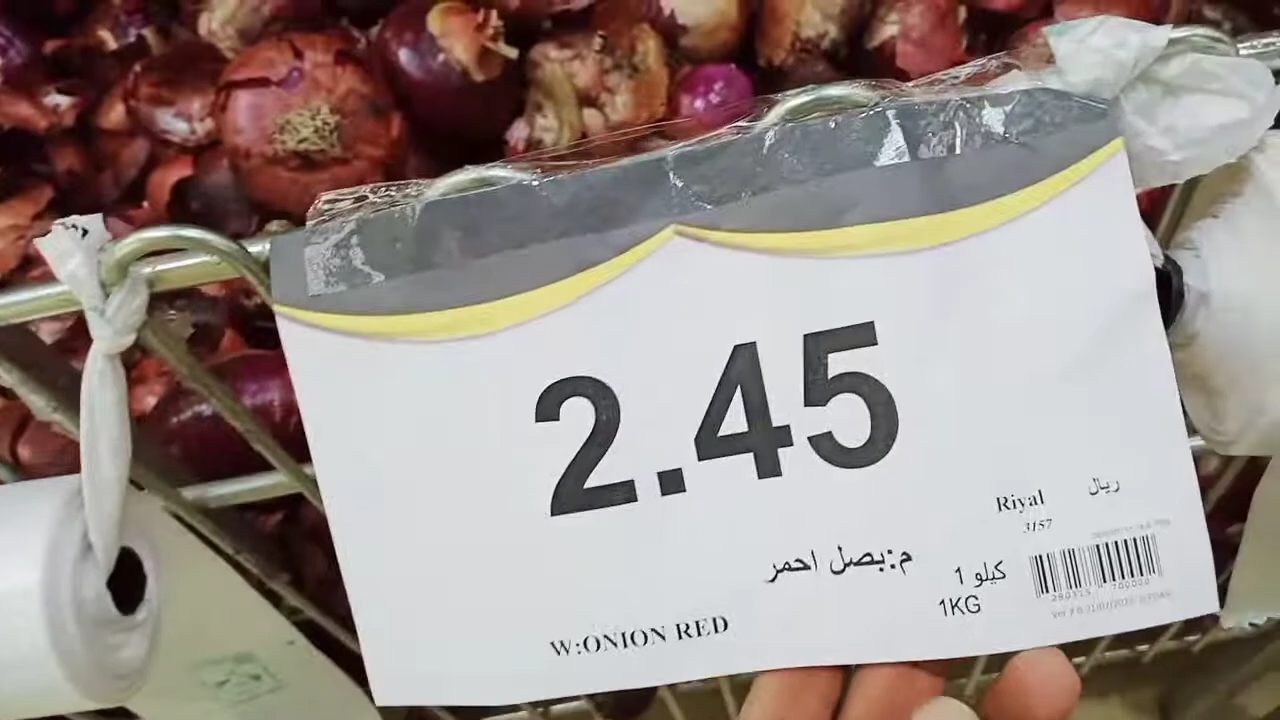 2.45
ريال
Riyal
3157
م:بصل احمر
كيلو 1
1KG
W:ONION RED